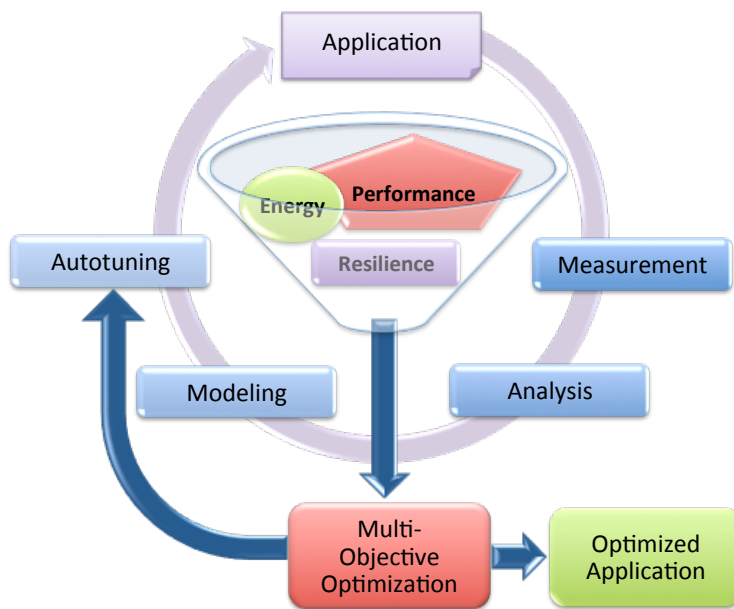 Application
Performance
Energy
Resilience
Autotuning
Measurement
Modeling
Analysis
Multi-
Objective
Optimization
Optimized
Application